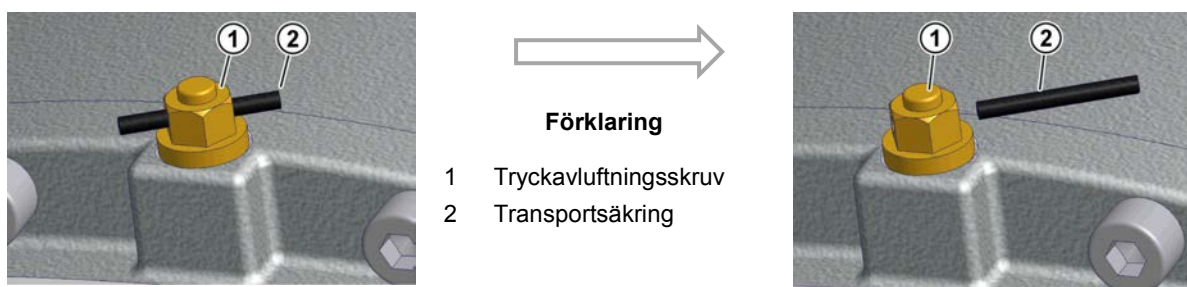 1 2
1 2
Förklaring
1 Tryckavluftningsskruv
2 Transportsäkring